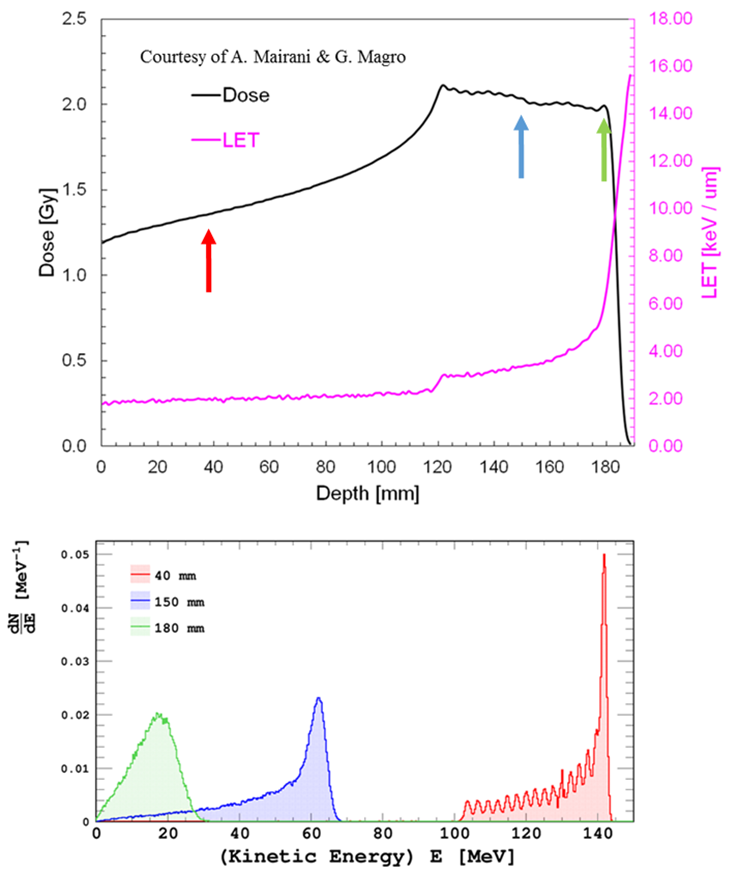 2.5
2.0
1.5
1.0
0.5
0.0
Dose [Gy]
Courtesy of A. Mairani & G. Magro
Dose
LET
18.00
16.00
14.00
12.00
10.00
8.00
6.00
4.00
2.00
0.00
LET [keV / um]
0 20 40 60 80 100 120 140 160 180
Depth [mm]
dN
dE [MeV⁻¹]
0.05
0.04
0.03
0.02
0.01
0
40 mm
150 mm
180 mm
0 20 40 60 80 100 120 140
(Kinetic Energy) E [MeV]